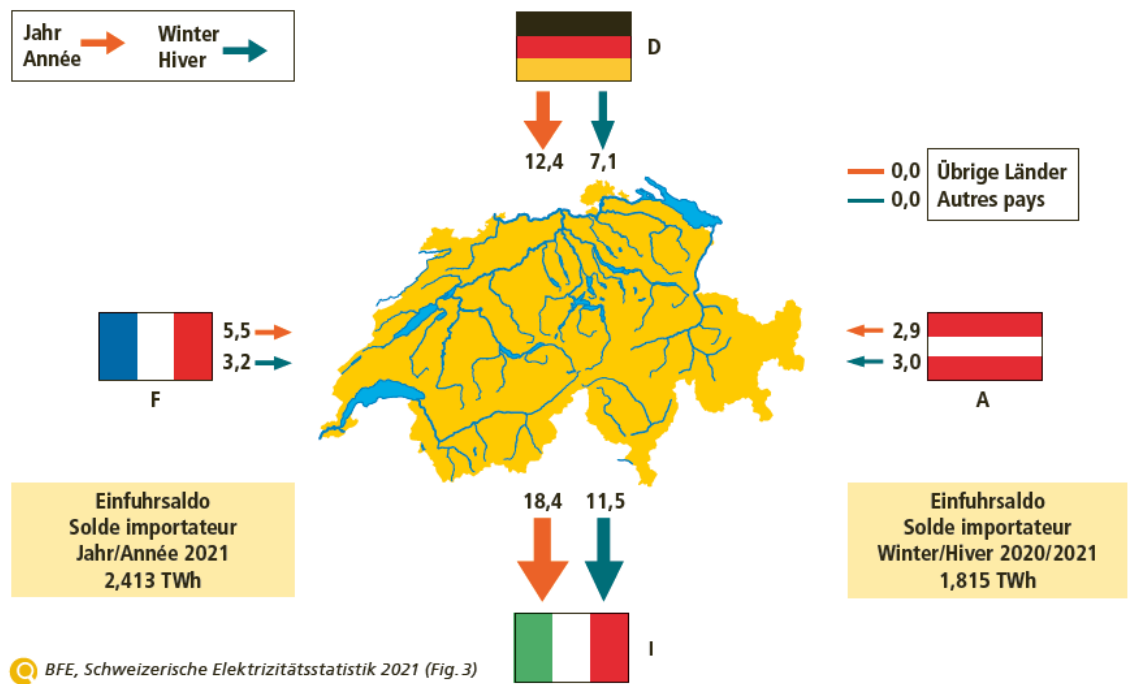 Jahr
Année
Winter
Hiver
D
12,4
7,1
0,0
0,0
Übrige Länder
Autres pays
5,5
3,2
F
2,9
3,0
A
Einfuhrsaldo
Solde importateur
Jahr/Année 2021
2,413 TWh
18,4
11,5
Einfuhrsaldo
Solde importateur
Winter/Hiver 2020/2021
1,815 TWh
I
BFE, Schweizerische Elektrizitätsstatistik 2021 (Fig. 3)